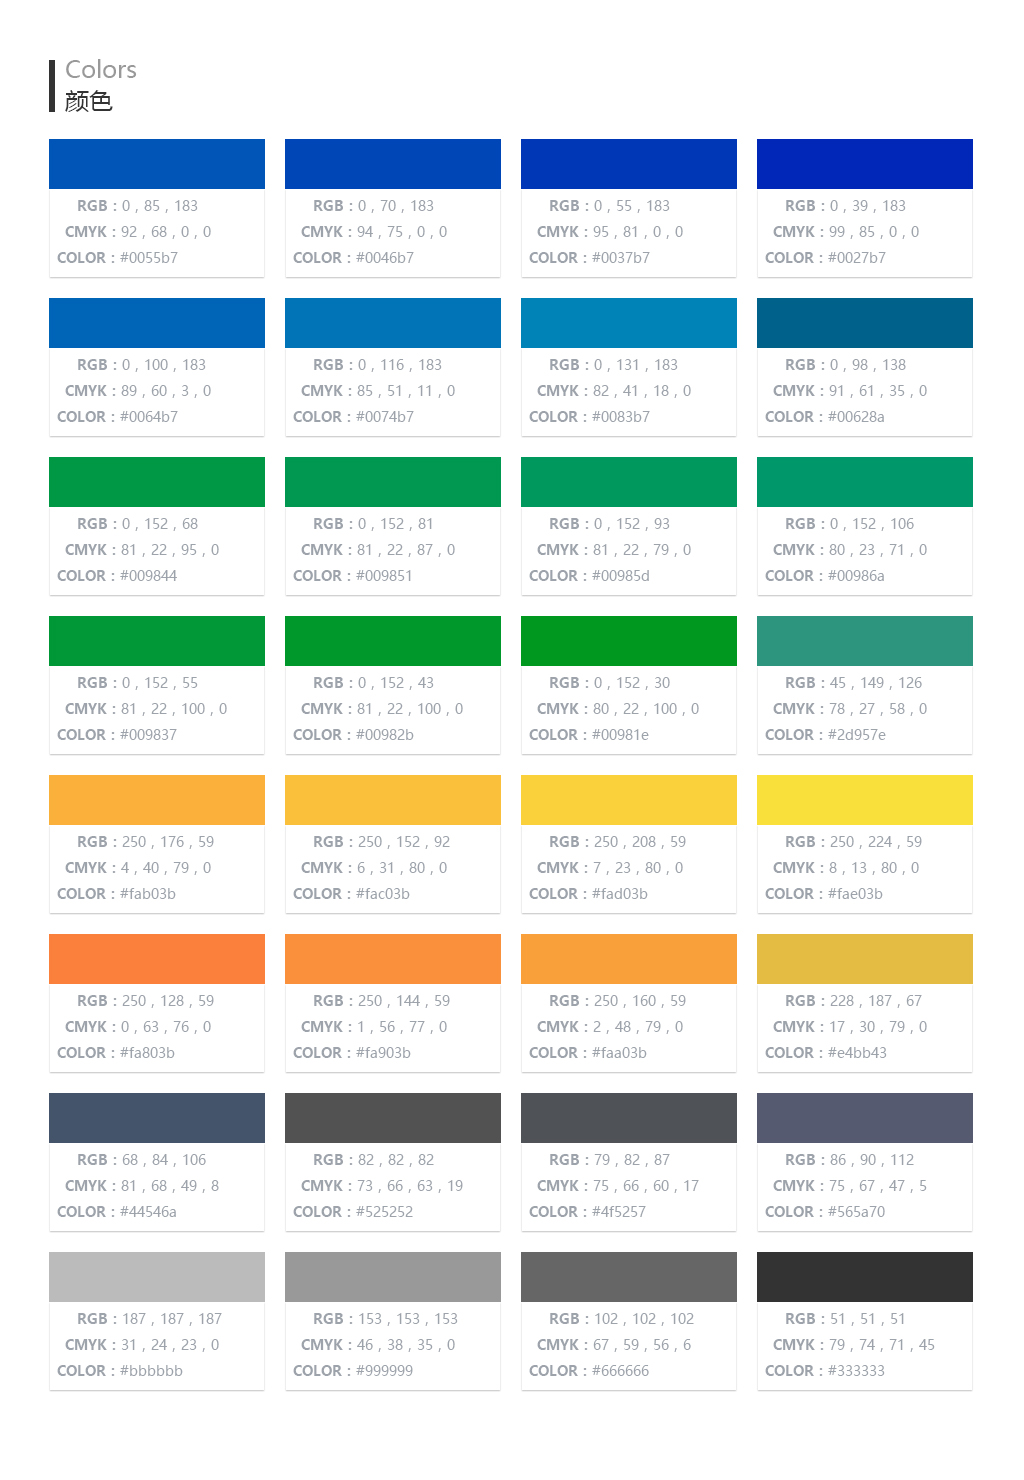 Colors
颜色
RGB : 0 , 85 , 183
CMYK : 92 , 68 , 0 , 0
COLOR : #0055b7
RGB : 0 , 70 , 183
CMYK : 94 , 75 , 0 , 0
COLOR : #0046b7
RGB : 0 , 55 , 183
CMYK : 95 , 81 , 0 , 0
COLOR : #0037b7
RGB : 0 , 39 , 183
CMYK : 99 , 85 , 0 , 0
COLOR : #0027b7
RGB : 0 , 100 , 183
CMYK : 89 , 60 , 3 , 0
COLOR : #0064b7
RGB : 0 , 116 , 183
CMYK : 85 , 51 , 11 , 0
COLOR : #0074b7
RGB : 0 , 131 , 183
CMYK : 82 , 41 , 18 , 0
COLOR : #0083b7
RGB : 0 , 98 , 138
CMYK : 91 , 61 , 35 , 0
COLOR : #00628a
RGB : 0 , 152 , 68
CMYK : 81 , 22 , 95 , 0
COLOR : #009844
RGB : 0 , 152 , 81
CMYK : 81 , 22 , 87 , 0
COLOR : #009851
RGB : 0 , 152 , 93
CMYK : 81 , 22 , 79 , 0
COLOR : #00985d
RGB : 0 , 152 , 106
CMYK : 80 , 23 , 71 , 0
COLOR : #00986a
RGB : 0 , 152 , 55
CMYK : 81 , 22 , 100 , 0
COLOR : #009837
RGB : 0 , 152 , 43
CMYK : 81 , 22 , 100 , 0
COLOR : #00982b
RGB : 0 , 152 , 30
CMYK : 80 , 22 , 100 , 0
COLOR : #00981e
RGB : 45 , 149 , 126
CMYK : 78 , 27 , 58 , 0
COLOR : #2d957e
RGB : 250 , 176 , 59
CMYK : 4 , 40 , 79 , 0
COLOR : #fab03b
RGB : 250 , 152 , 92
CMYK : 6 , 31 , 80 , 0
COLOR : #fac03b
RGB : 250 , 208 , 59
CMYK : 7 , 23 , 80 , 0
COLOR : #fad03b
RGB : 250 , 224 , 59
CMYK : 8 , 13 , 80 , 0
COLOR : #fae03b
RGB : 250 , 128 , 59
CMYK : 0 , 63 , 76 , 0
COLOR : #fa803b
RGB : 250 , 144 , 59
CMYK : 1 , 56 , 77 , 0
COLOR : #fa903b
RGB : 250 , 160 , 59
CMYK : 2 , 48 , 79 , 0
COLOR : #faa03b
RGB : 228 , 187 , 67
CMYK : 17 , 30 , 79 , 0
COLOR : #e4bb43
RGB : 68 , 84 , 106
CMYK : 81 , 68 , 49 , 8
COLOR : #44546a
RGB : 82 , 82 , 82
CMYK : 73 , 66 , 63 , 19
COLOR : #525252
RGB : 79 , 82 , 87
CMYK : 75 , 66 , 60 , 17
COLOR : #4f5257
RGB : 86 , 90 , 112
CMYK : 75 , 67 , 47 , 5
COLOR : #565a70
RGB : 187 , 187 , 187
CMYK : 31 , 24 , 23 , 0
COLOR : #bbbbbb
RGB : 153 , 153 , 153
CMYK : 46 , 38 , 35 , 0
COLOR : #999999
RGB : 102 , 102 , 102
CMYK : 67 , 59 , 56 , 6
COLOR : #666666
RGB : 51 , 51 , 51
CMYK : 79 , 74 , 71 , 45
COLOR : #333333